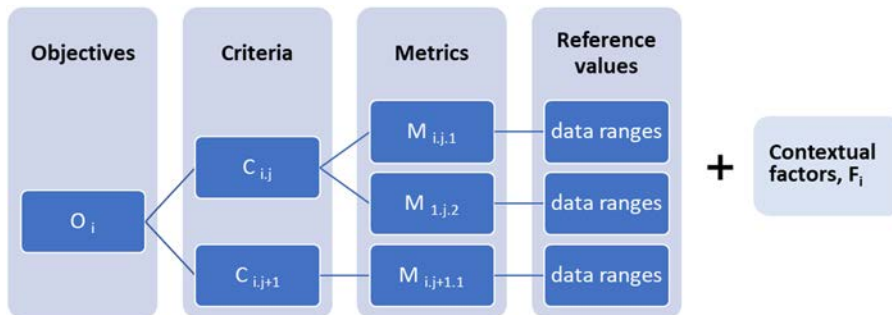 Objectives
Criteria
Metrics
Reference
values
O i
C i.j
C i.j+1
M i.j.1
M 1.j.2
M i.j+1.1
data ranges
data ranges
data ranges
+
Contextual
factors, Fi